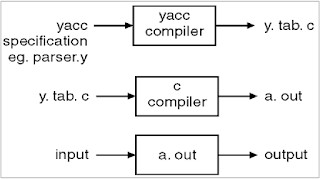 yacc
specification
eg. parser.y
yacc
compiler
y. tab. c
y. tab. c
c
compiler
a. out
input
a. out
output